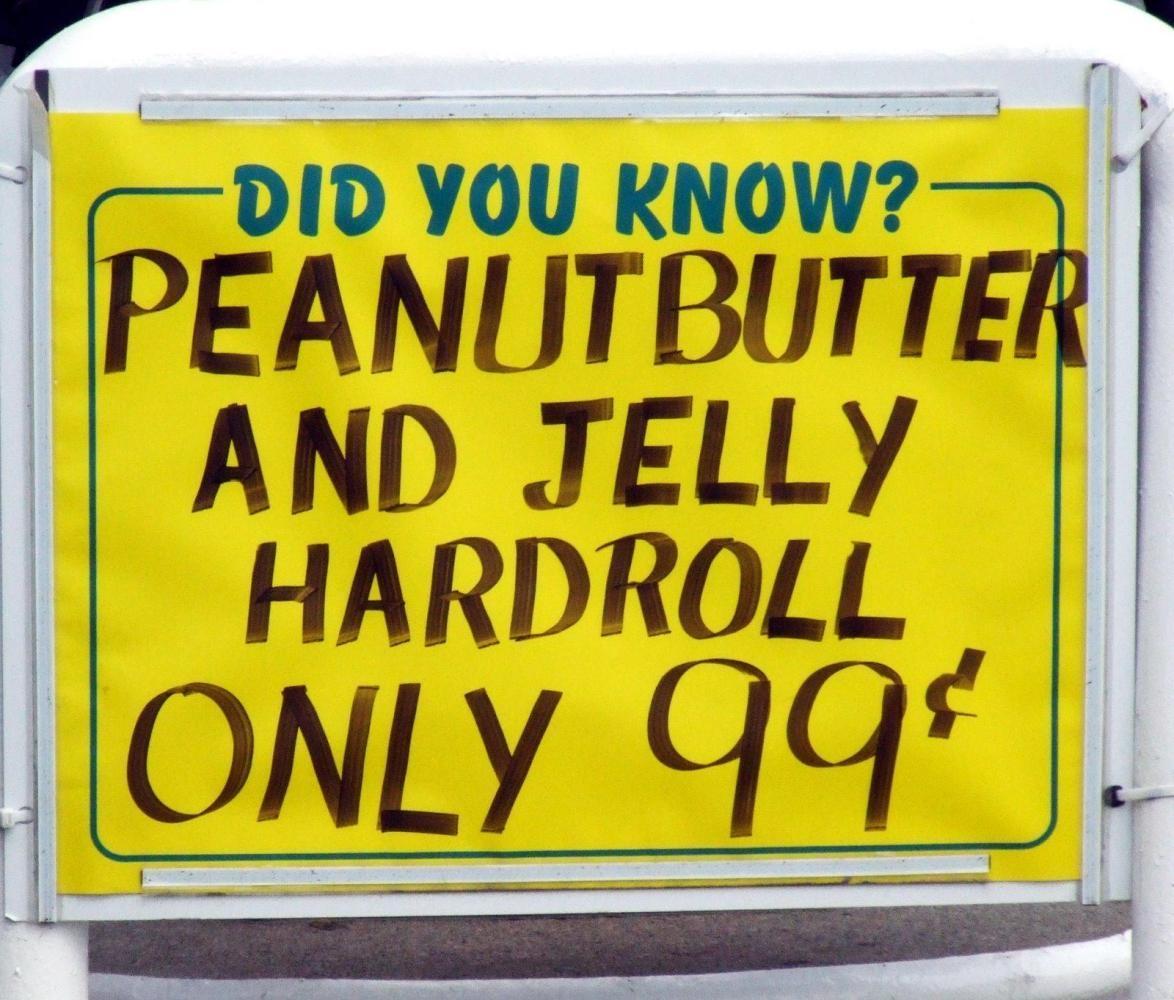 DID YOU KNOW?
PEANUTBUTTER
AND JELLY
HARDROLL
ONLY 99¢